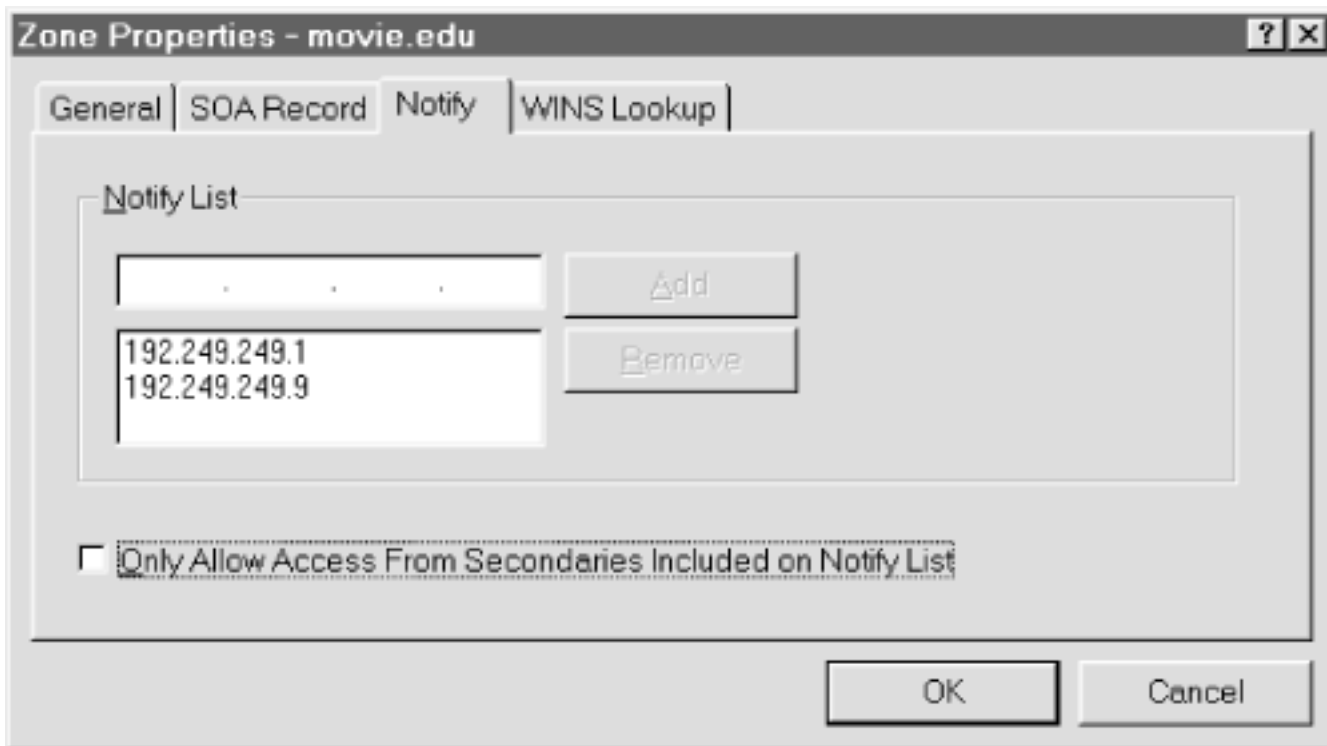 Zone Properties - movie.edu
General SOA Record Notify WINS Lookup
Notify List
. . .
Add
192.249.249.1
192.249.249.9
Remove
Only Allow Access From Secondaries Included on Notify List
OK Cancel